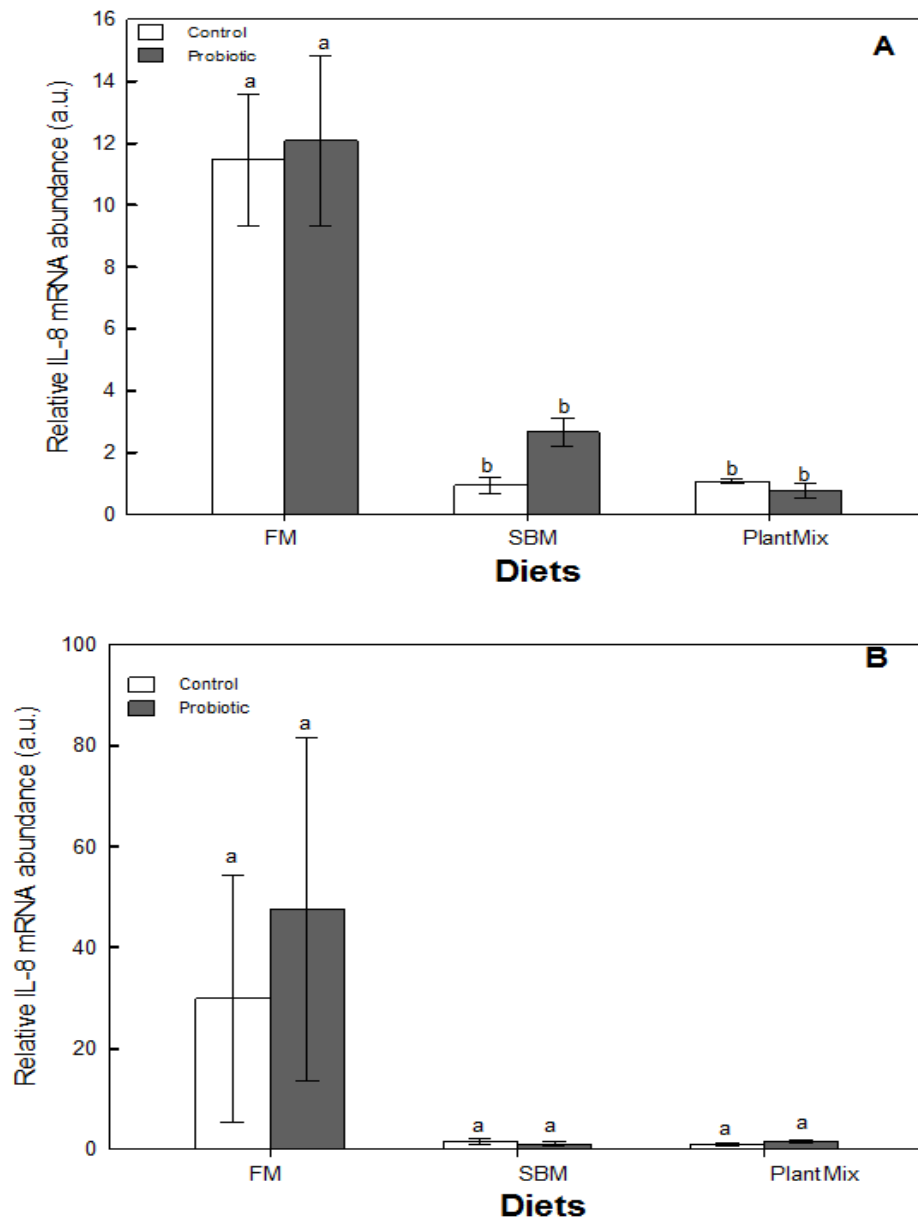 16
14
12
10
8
6
4
2
0
Relative IL-8 mRNA abundance (a.u.)
Control
Probiotic
A
a
a
b
b
b
b
FM
SBM
PlantMix
Diets
100
80
60
40
20
0
Relative IL-8 mRNA abundance (a.u.)
Control
Probiotic
B
a
a
a
a
a
a
FM
SBM
PlantMix
Diets